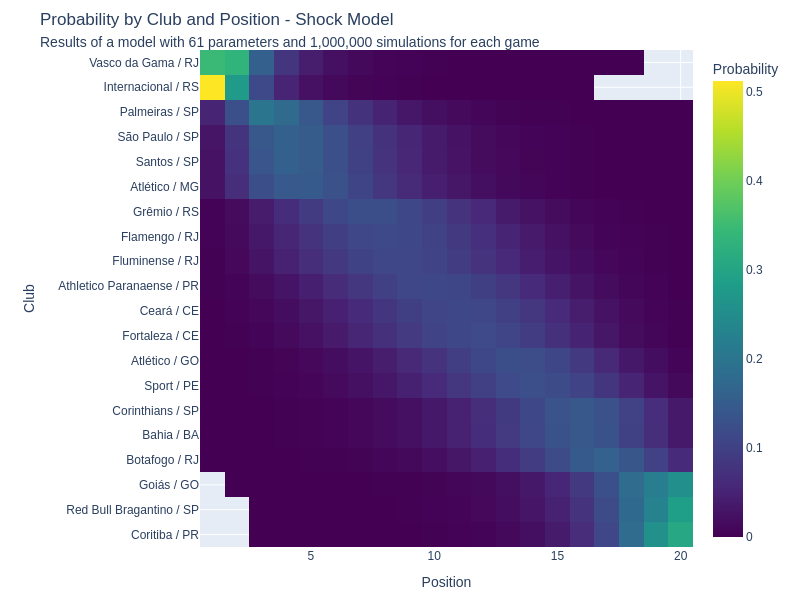 Probability by Club and Position - Shock Model
Results of a model with 61 parameters and 1,000,000 simulations for each game
Probability
Club
Vasco da Gama / RJ
Internacional / RS
Palmeiras / SP
São Paulo / SP
Santos / SP
Atlético / MG
Grêmio / RS
Flamengo / RJ
Fluminense / RJ
Athletico Paranaense / PR
Ceará / CE
Fortaleza / CE
Atlético / GO
Sport / PE
Corinthians / SP
Bahia / BA
Botafogo / RJ
Goiás / GO
Red Bull Bragantino / SP
Coritiba / PR
0.5
0.4
0.3
0.2
0.1
0
5 10 15 20
Position